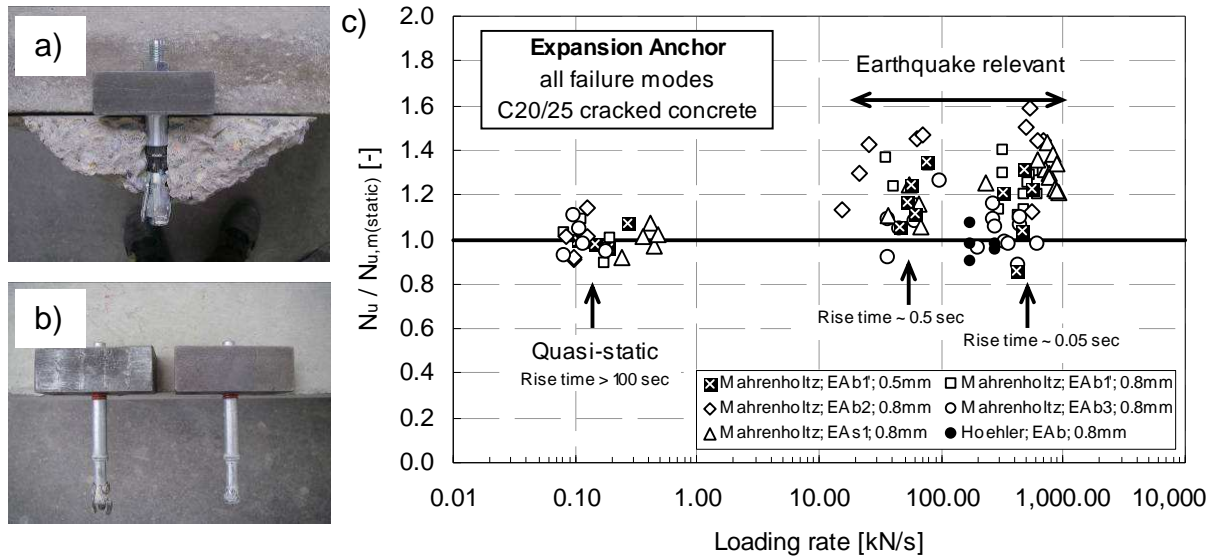 a)
b)
c)
Expansion Anchor
all failure modes
C20/25 cracked concrete
Earthquake relevant
Quasi-static
Rise time > 100 sec
Rise time ~ 0.5 sec
Rise time ~ 0.05 sec
Mahrenholtz; EAb1'; 0.5mm
Mahrenholtz; EAb1'; 0.8mm
Mahrenholtz; EAb2; 0.8mm
Mahrenholtz; EAb3; 0.8mm
Mahrenholtz; EAs1; 0.8mm
Hoehler; EAb; 0.8mm
Nu / Nu,m(static) [-]
2.0
1.8
1.6
1.4
1.2
1.0
0.8
0.6
0.4
0.2
0.0
0.01 0.10 1.00 10.00 100.00 1,000.00 10,000
Loading rate [kN/s]